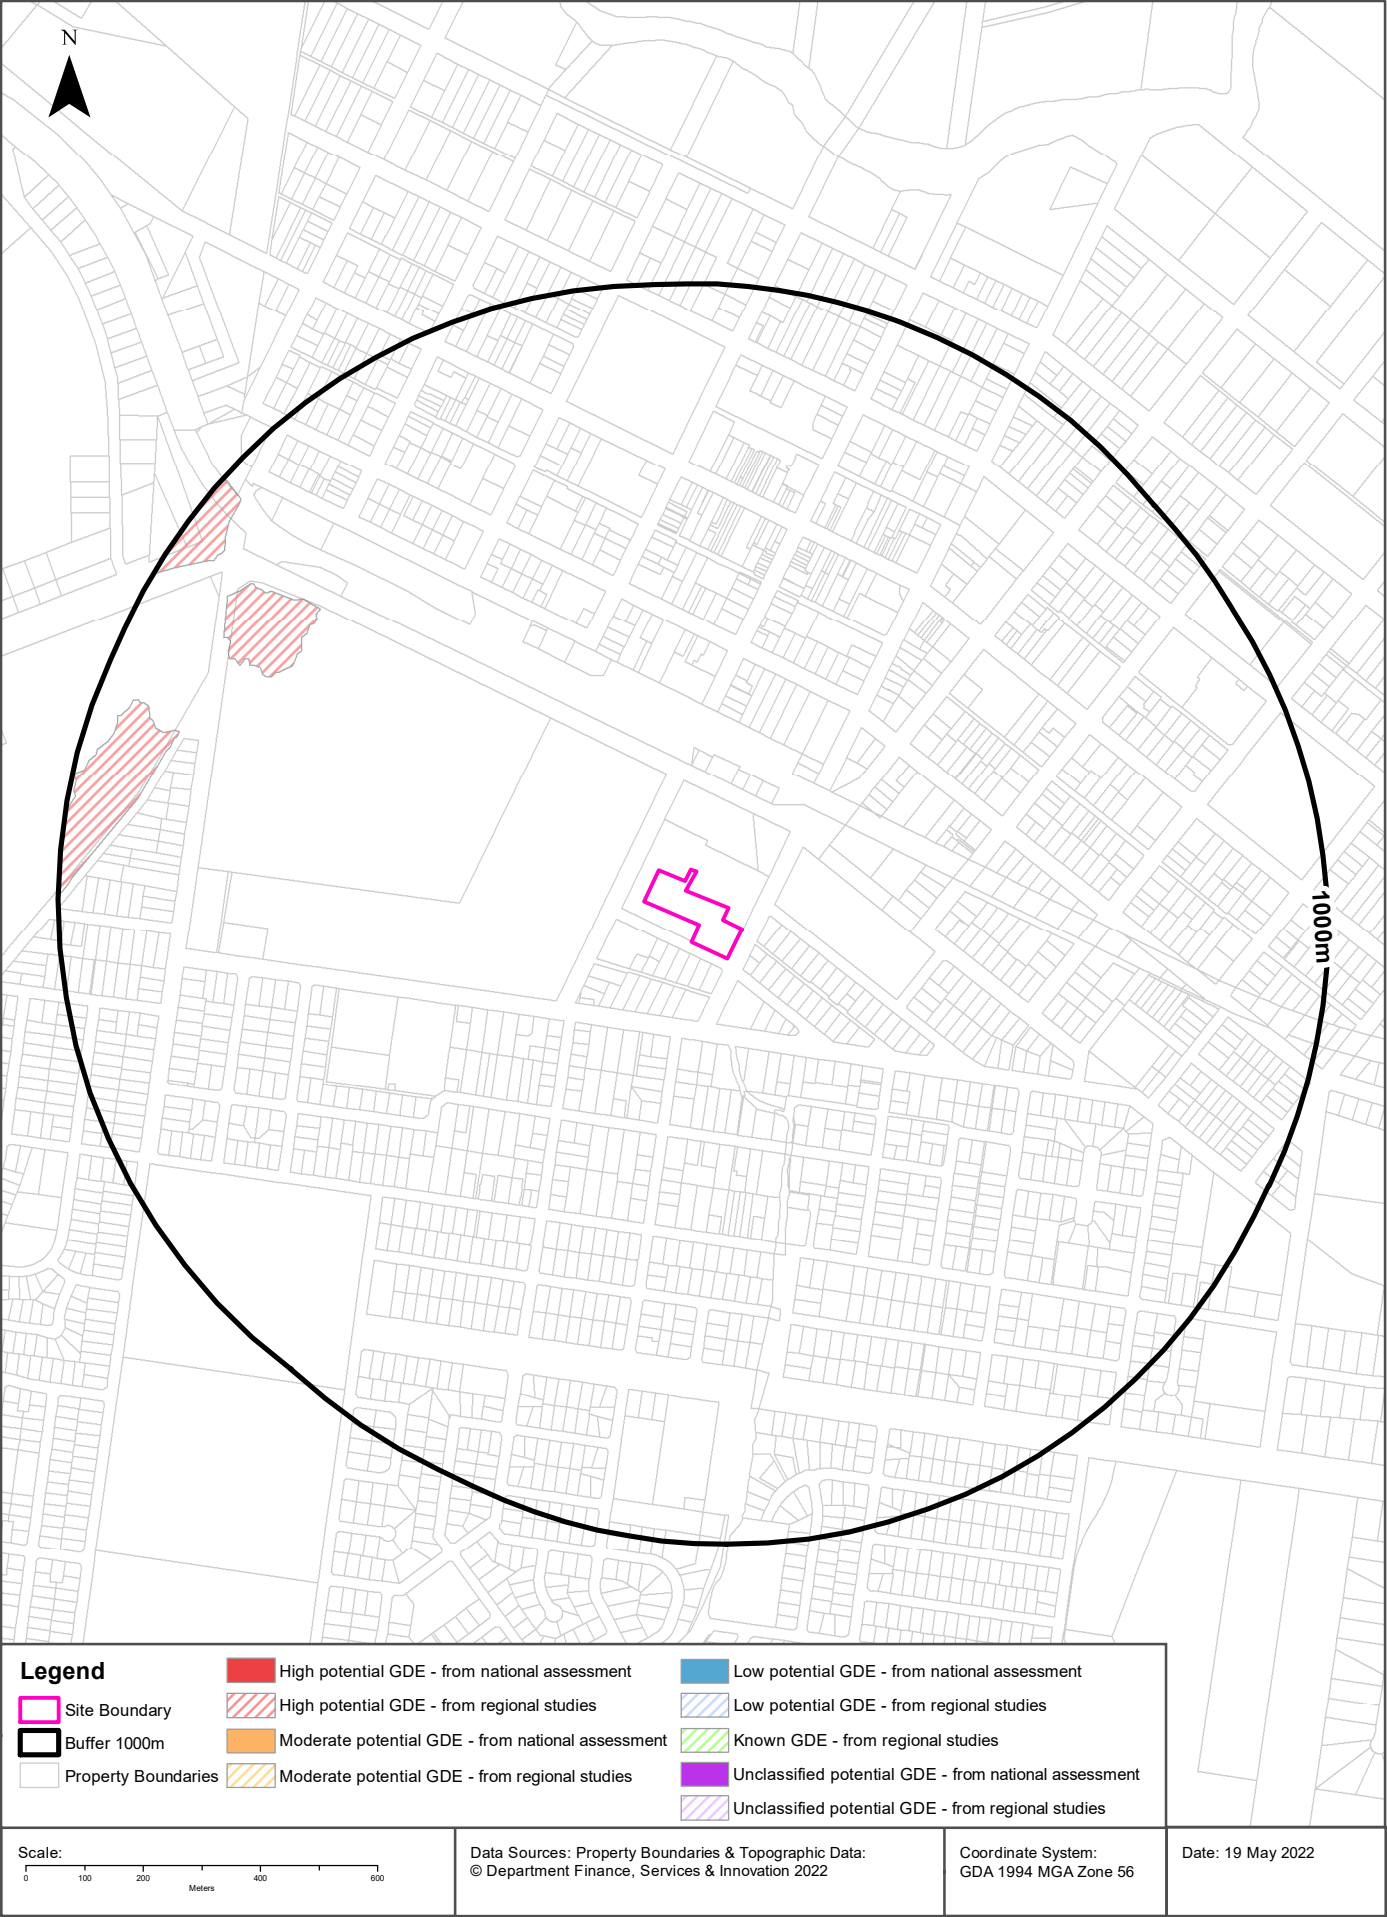 N
1000m
Legend
Site Boundary
Buffer 1000m
Property Boundaries
High potential GDE - from national assessment
High potential GDE - from regional studies
Moderate potential GDE - from national assessment
Moderate potential GDE - from regional studies
Low potential GDE - from national assessment
Low potential GDE - from regional studies
Known GDE - from regional studies
Unclassified potential GDE - from national assessment
Unclassified potential GDE - from regional studies
Scale:
0 100 200 400 600
Meters
Data Sources: Property Boundaries & Topographic Data:
© Department Finance, Services & Innovation 2022
Coordinate System:
GDA 1994 MGA Zone 56
Date: 19 May 2022